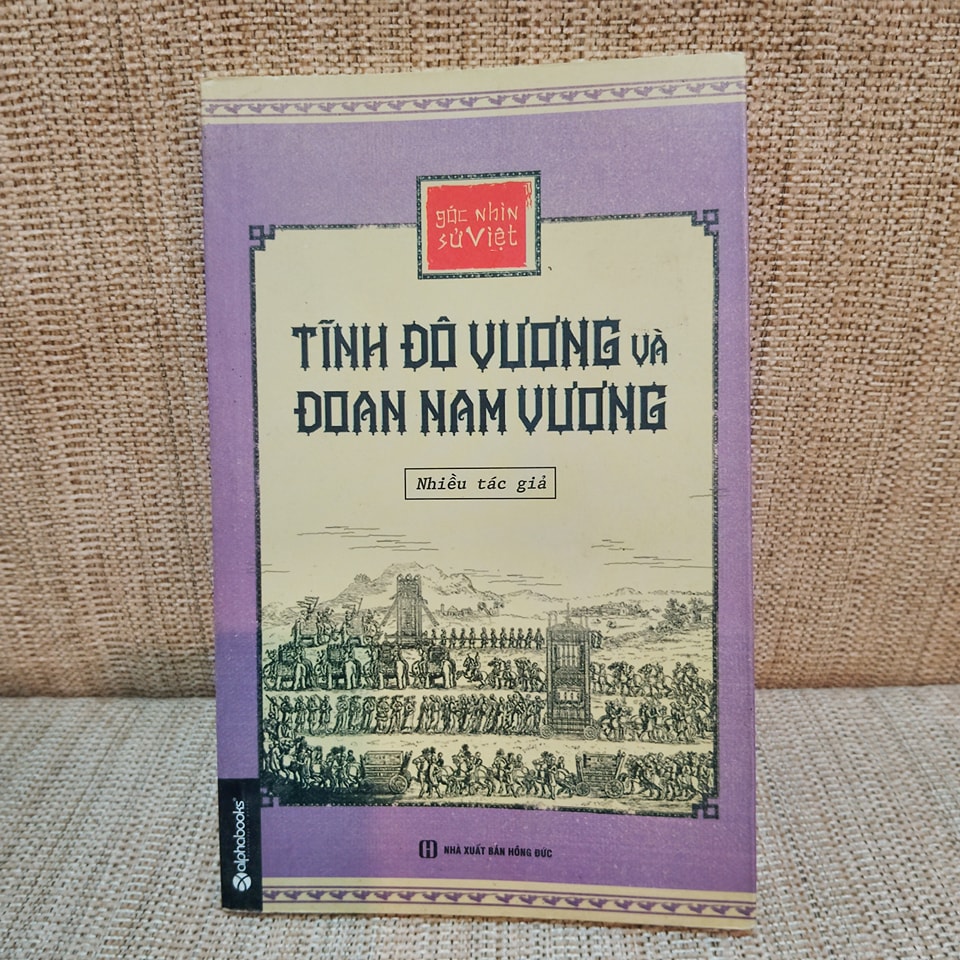 góc nhìn
sử Việt
TĨNH ĐÔ VƯƠNG VÀ
ĐOAN NAM VƯƠNG
Nhiều tác giả
alphabooks™
NHÀ XUẤT BẢN HỒNG ĐỨC